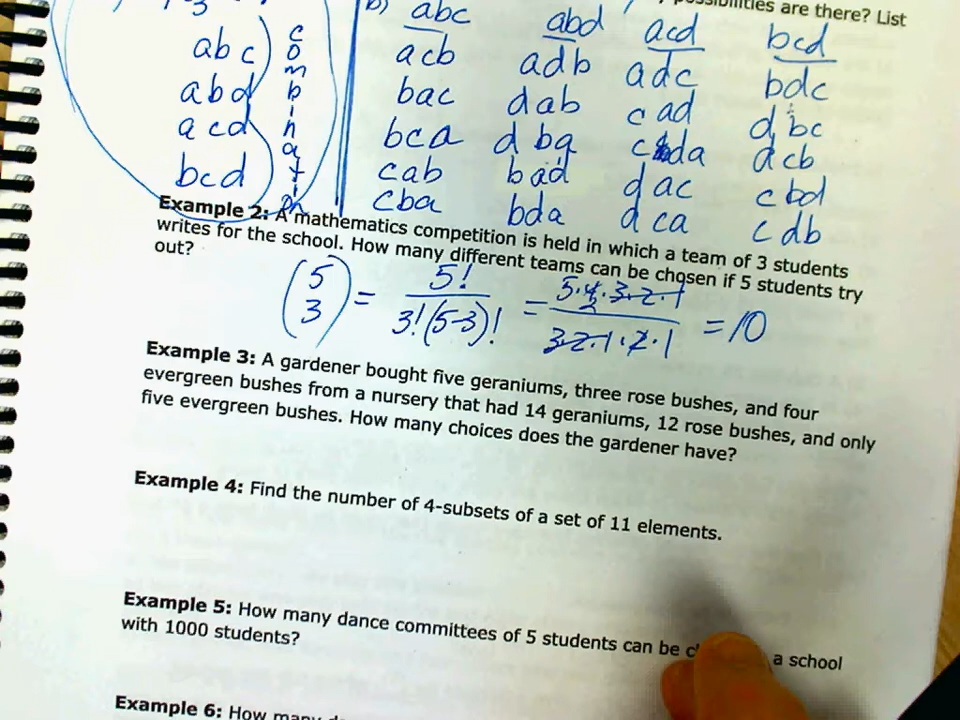 are there? List
b) abc abd acd bcd
abc acb adb adc bdc
abd bac dab cad dbc
acd bca dba cda dcb
bcd cab bad dac cbd
cba bda dca cdb
combination
Example 2: A mathematics competition is held in which a team of 3 students
writes for the school. How many different teams can be chosen if 5 students try
out?
(5 3) = 5! / 3!(5-3)! = 5·4·3·2·1 / 3·2·1·2·1 = 10
Example 3: A gardener bought five geraniums, three rose bushes, and four
evergreen bushes from a nursery that had 14 geraniums, 12 rose bushes, and only
five evergreen bushes. How many choices does the gardener have?
Example 4: Find the number of 4-subsets of a set of 11 elements.
Example 5: How many dance committees of 5 students can be a school
with 1000 students?
Example 6: How many